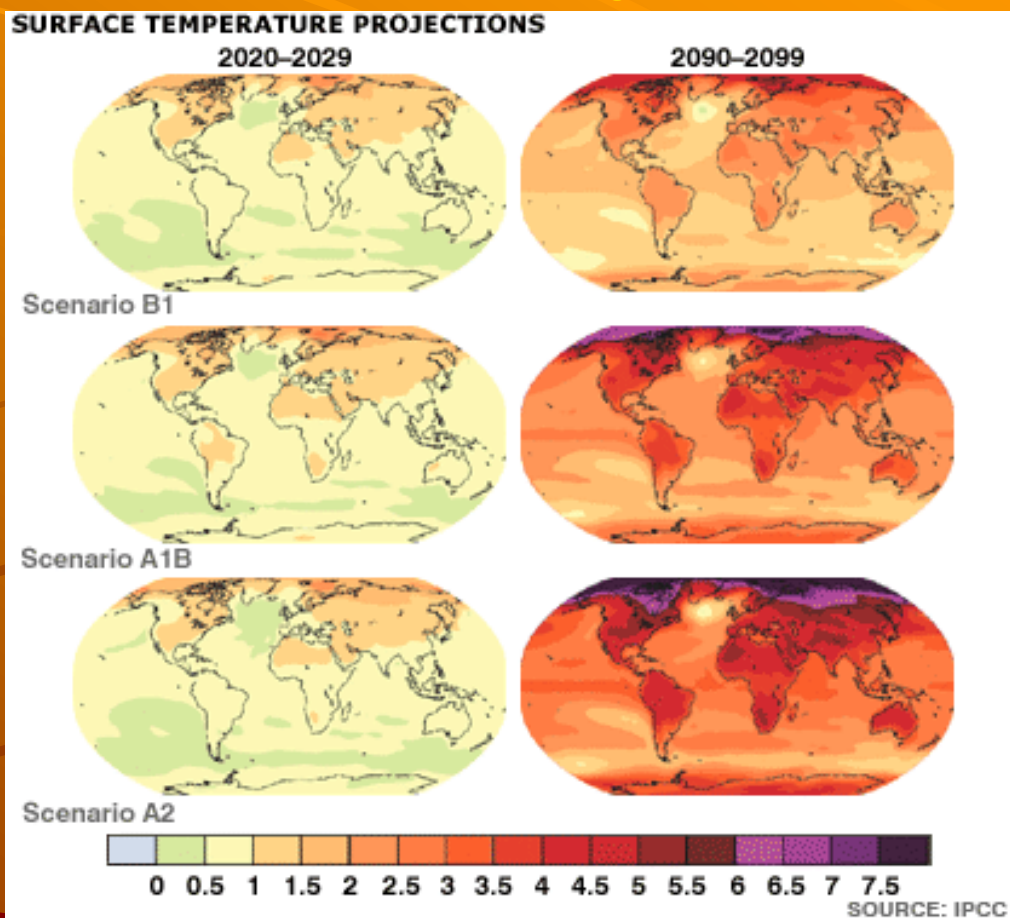 SURFACE TEMPERATURE PROJECTIONS
2020–2029 2090–2099
Scenario B1
Scenario A1B
Scenario A2
0 0.5 1 1.5 2 2.5 3 3.5 4 4.5 5 5.5 6 6.5 7 7.5
SOURCE: IPCC